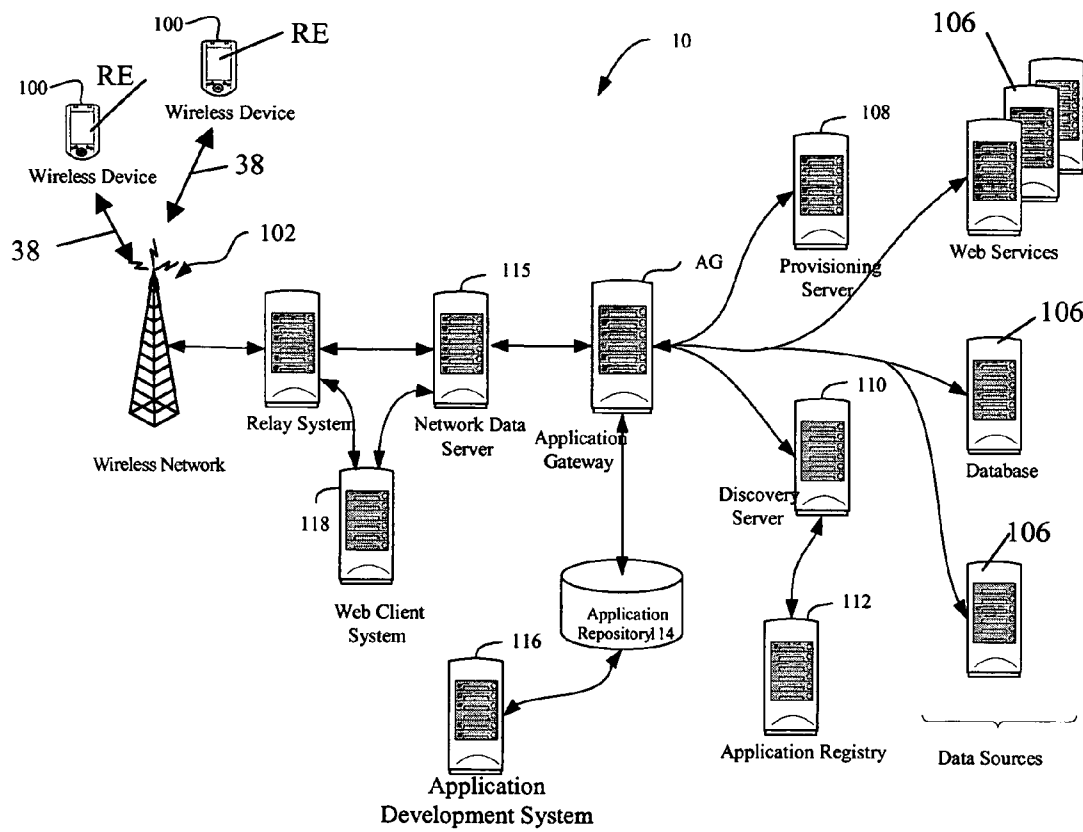 100
RE
100
RE
Wireless Device
Wireless Device
38
38
102
10
106
108
Web Services
Provisioning
Server
115
AG
106
110
Relay System
Network Data
Server
Application
Gateway
Database
Wireless Network
118
Discovery
Server
106
Web Client
System
Application
Repository114
112
116
Application Registry
Data Sources
Application
Development System